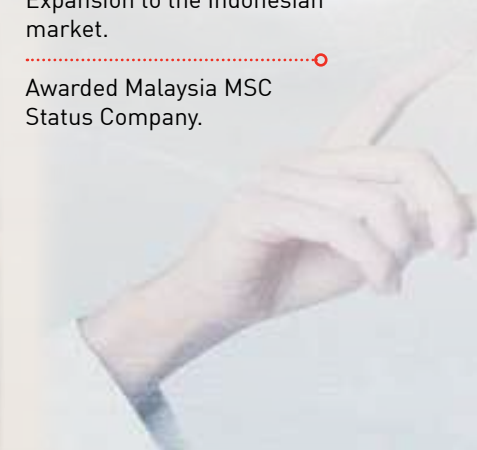 Expansion to the Indonesian
market.
Awarded Malaysia MSC
Status Company.